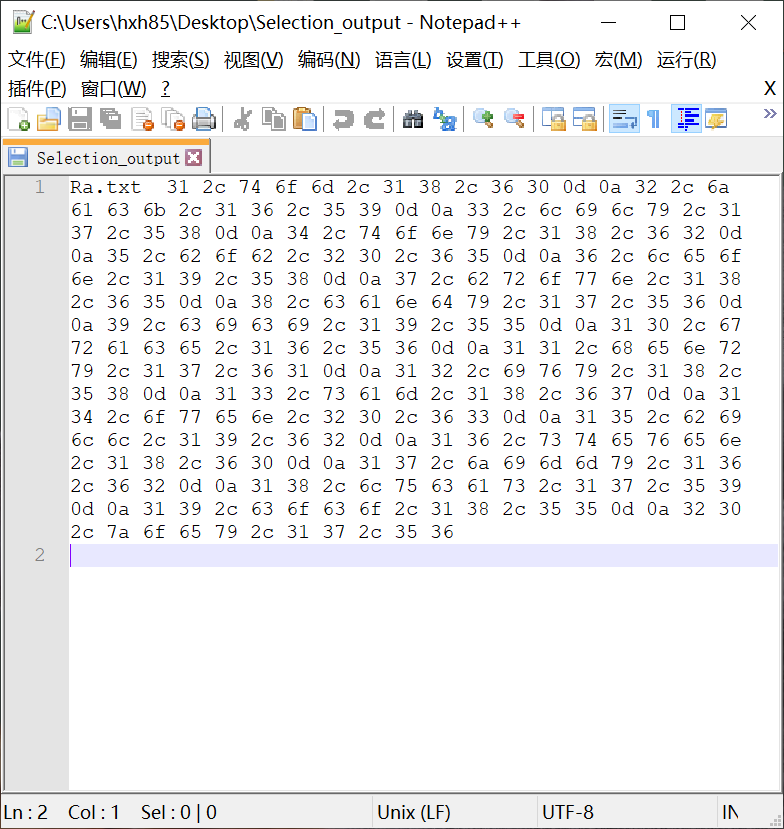 C:\Users\hxh85\Desktop\Selection_output - Notepad++
文件(F) 编辑(E) 搜索(S) 视图(V) 编码(N) 语言(L) 设置(T) 工具(O) 宏(M) 运行(R)
插件(P) 窗口(W) ? X
Selection_output
1 Ra.txt 31 2c 74 6f 6d 2c 31 38 2c 36 30 0d 0a 32 2c 6a
61 63 6b 2c 31 36 2c 35 39 0d 0a 33 2c 6c 69 6c 79 2c 31
37 2c 35 38 0d 0a 34 2c 74 6f 6e 79 2c 31 38 2c 36 32 0d
0a 35 2c 62 6f 62 2c 32 30 2c 36 35 0d 0a 36 2c 6c 65 6f
6e 2c 31 39 2c 35 38 0d 0a 37 2c 62 72 6f 77 6e 2c 31 38
2c 36 35 0d 0a 38 2c 63 61 6e 64 79 2c 31 37 2c 35 36 0d
0a 39 2c 63 69 63 69 2c 31 39 2c 35 35 0d 0a 31 30 2c 67
72 61 63 65 2c 31 36 2c 35 36 0d 0a 31 31 2c 68 65 6e 72
79 2c 31 37 2c 36 31 0d 0a 31 32 2c 69 76 79 2c 31 38 2c
35 38 0d 0a 31 33 2c 73 61 6d 2c 31 38 2c 36 37 0d 0a 31
34 2c 6f 77 65 6e 2c 32 30 2c 36 33 0d 0a 31 35 2c 62 69
6c 6c 2c 31 39 2c 36 32 0d 0a 31 36 2c 73 74 65 76 65 6e
2c 31 38 2c 36 30 0d 0a 31 37 2c 6a 69 6d 6d 79 2c 31 36
2c 36 32 0d 0a 31 38 2c 6c 75 63 61 73 2c 31 37 2c 35 39
0d 0a 31 39 2c 63 6f 63 6f 2c 31 38 2c 35 35 0d 0a 32 30
2c 7a 6f 65 79 2c 31 37 2c 35 36
2
Ln : 2 Col : 1 Sel : 0 | 0 Unix (LF) UTF-8 IN